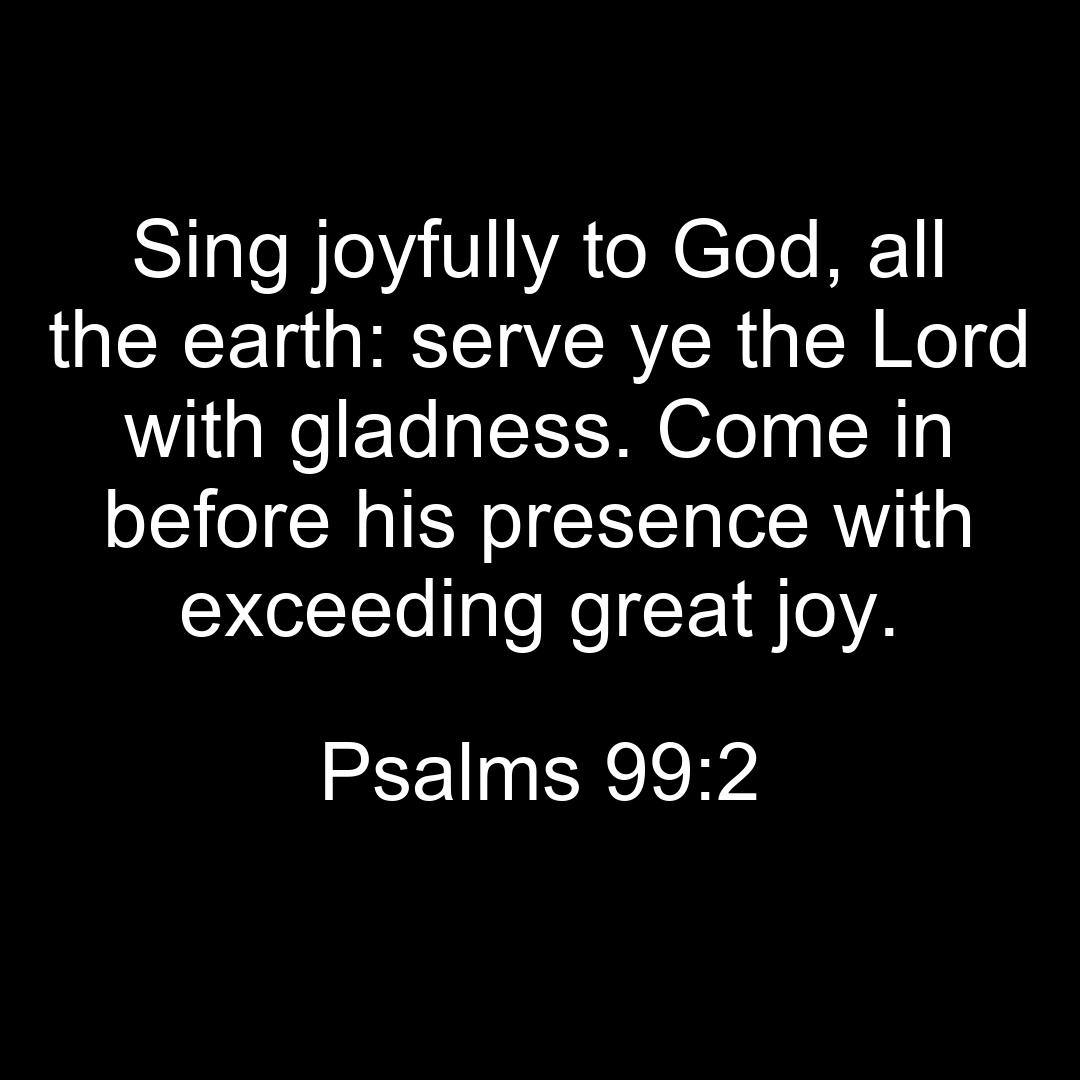 Sing joyfully to God, all
the earth: serve ye the Lord
with gladness. Come in
before his presence with
exceeding great joy.
Psalms 99:2